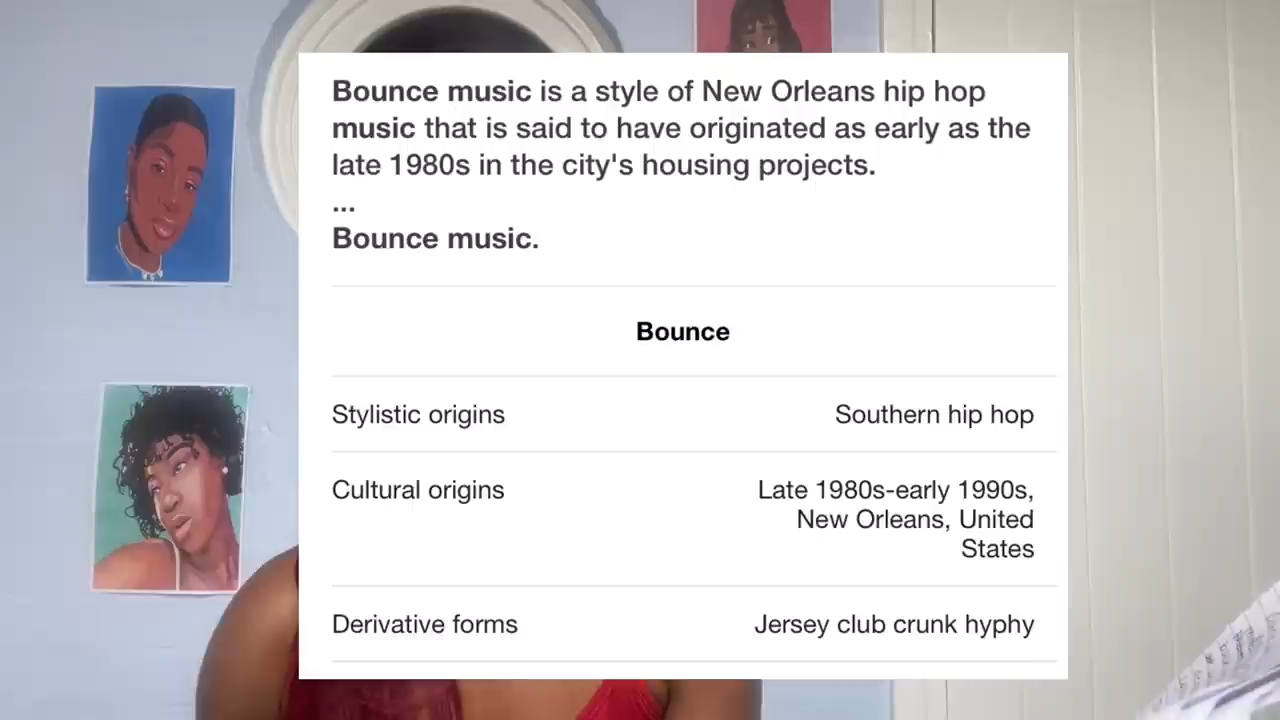 Bounce music is a style of New Orleans hip hop
music that is said to have originated as early as the
late 1980s in the city's housing projects.
...
Bounce music.
Bounce
Stylistic origins Southern hip hop
Cultural origins Late 1980s-early 1990s,
New Orleans, United
States
Derivative forms Jersey club crunk hyphy